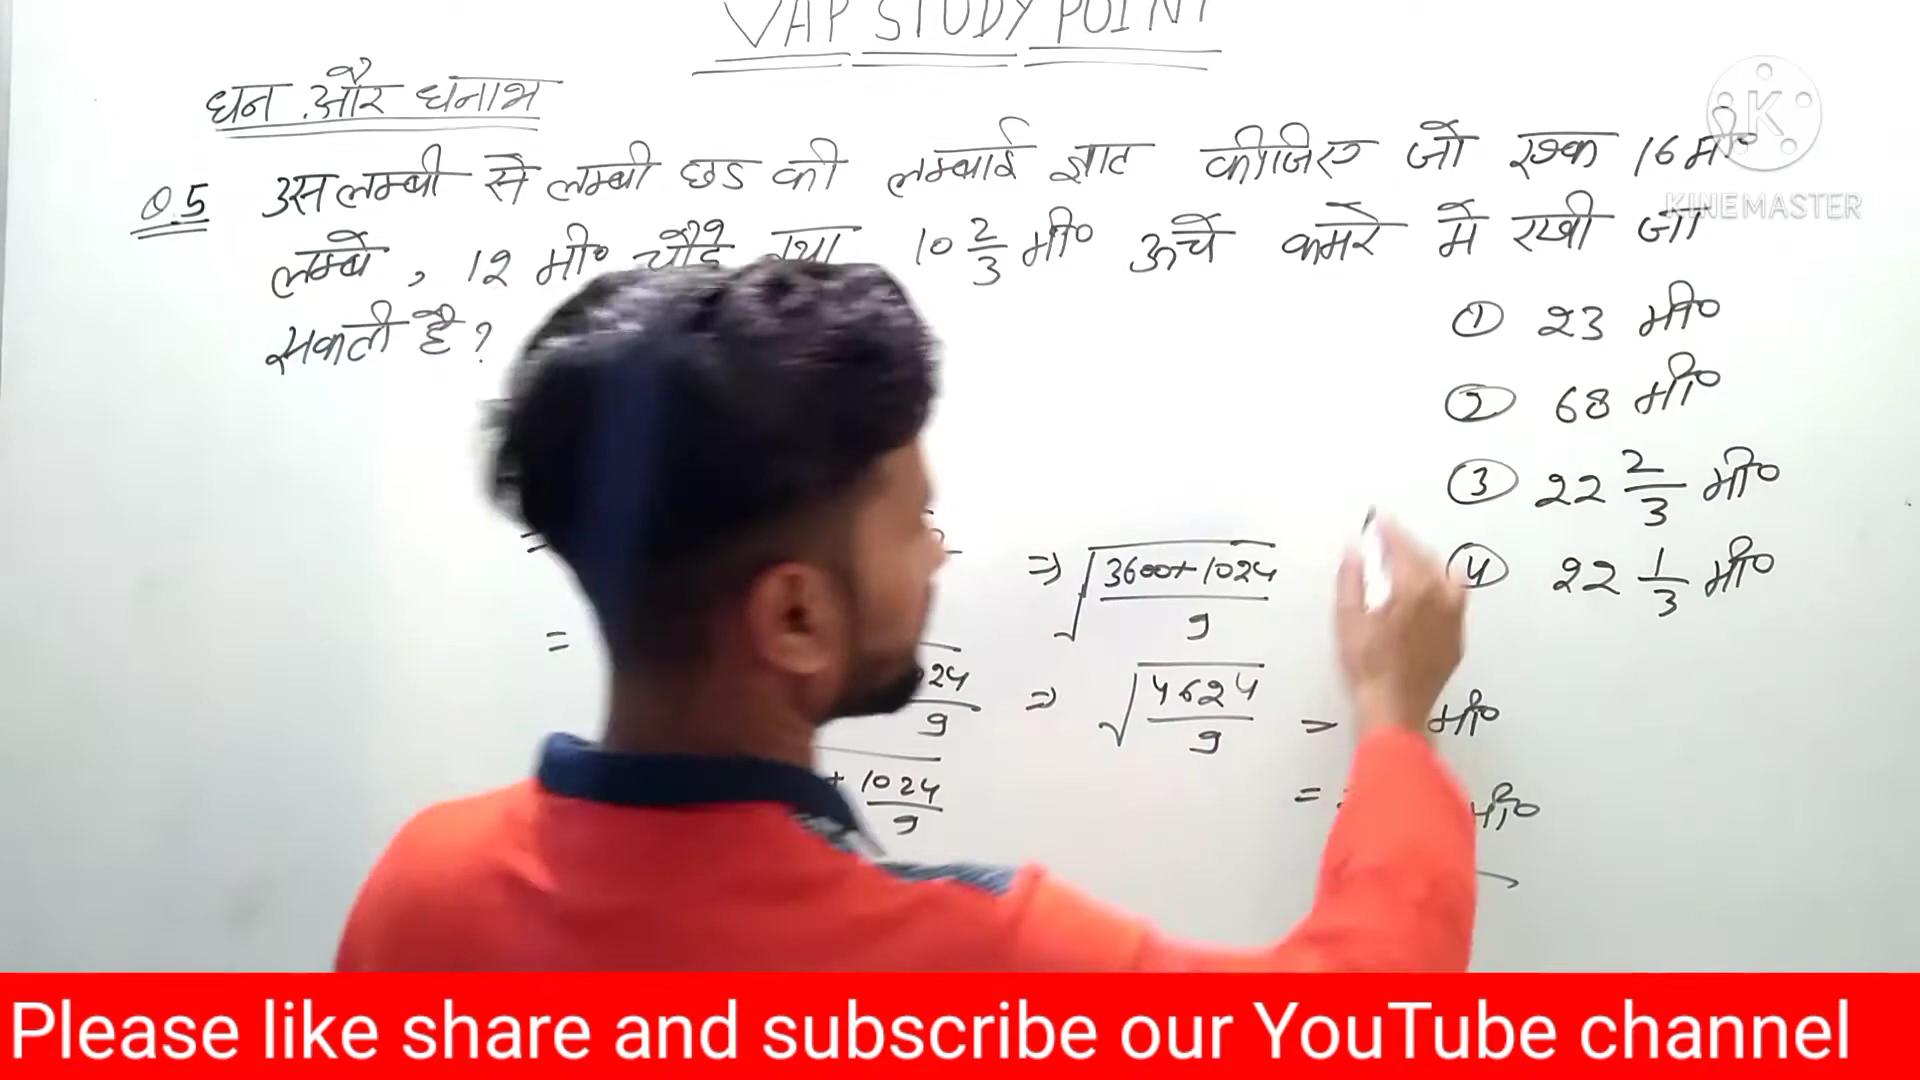 VAP STUDY POINT
घन और घनाभ
Q.5 उस लम्बी से लम्बी छड की लम्बाई ज्ञात कीजिए जो एक 16 मी०
लम्बे , 12 मी० चौडे तथा 10 2/3 मी० ऊचें कमरे में रखी जा
सकती है ?
① 23 मी०
② 68 मी०
③ 22 2/3 मी०
④ 22 1/3 मी०
=
⇒ √(3600+1024/9)
=
24/9 ⇒ √(4624/9) = मी०
+ 1024/9
= मी०
KINEMASTER
Please like share and subscribe our YouTube channel